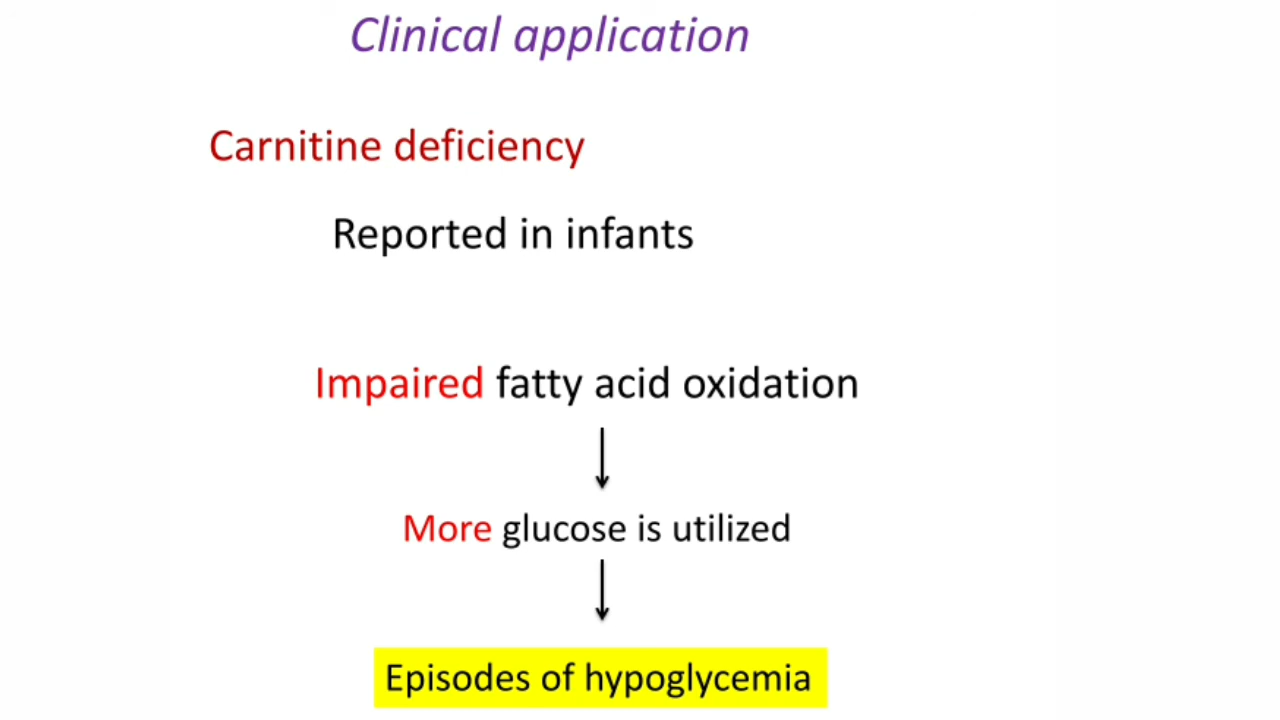 Clinical application
Carnitine deficiency
Reported in infants
Impaired fatty acid oxidation
More glucose is utilized
Episodes of hypoglycemia